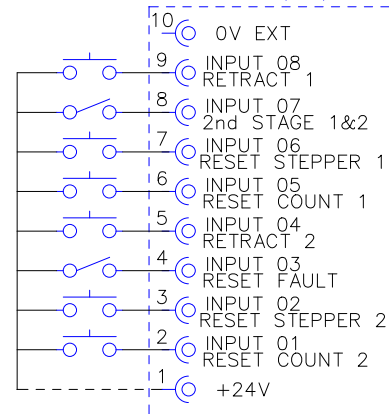 10 0V EXT
9 INPUT 08
RETRACT 1
8 INPUT 07
2nd STAGE 1&2
7 INPUT 06
RESET STEPPER 1
6 INPUT 05
RESET COUNT 1
5 INPUT 04
RETRACT 2
4 INPUT 03
RESET FAULT
3 INPUT 02
RESET STEPPER 2
2 INPUT 01
RESET COUNT 2
1 +24V